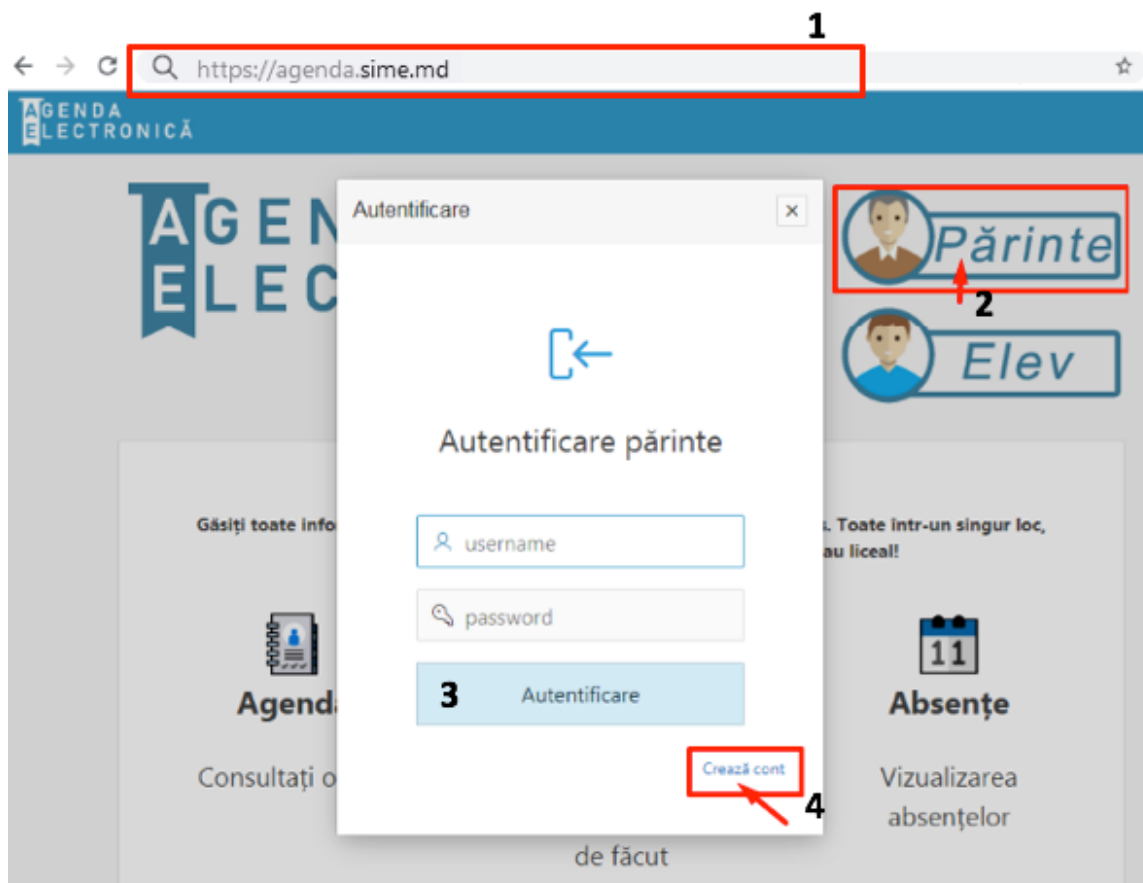 1
https://agenda.sime.md
AGENDA
ELECTRONICĂ
AGEN
ELEC
Autentificare
Părinte
2
Elev
Autentificare părinte
Găsiți toate info
. Toate într-un singur loc,
au liceal!
username
password
11
3 Autentificare
Agend
Absențe
Crează cont
4
Consultați o
Vizualizarea
absențelor
de făcut